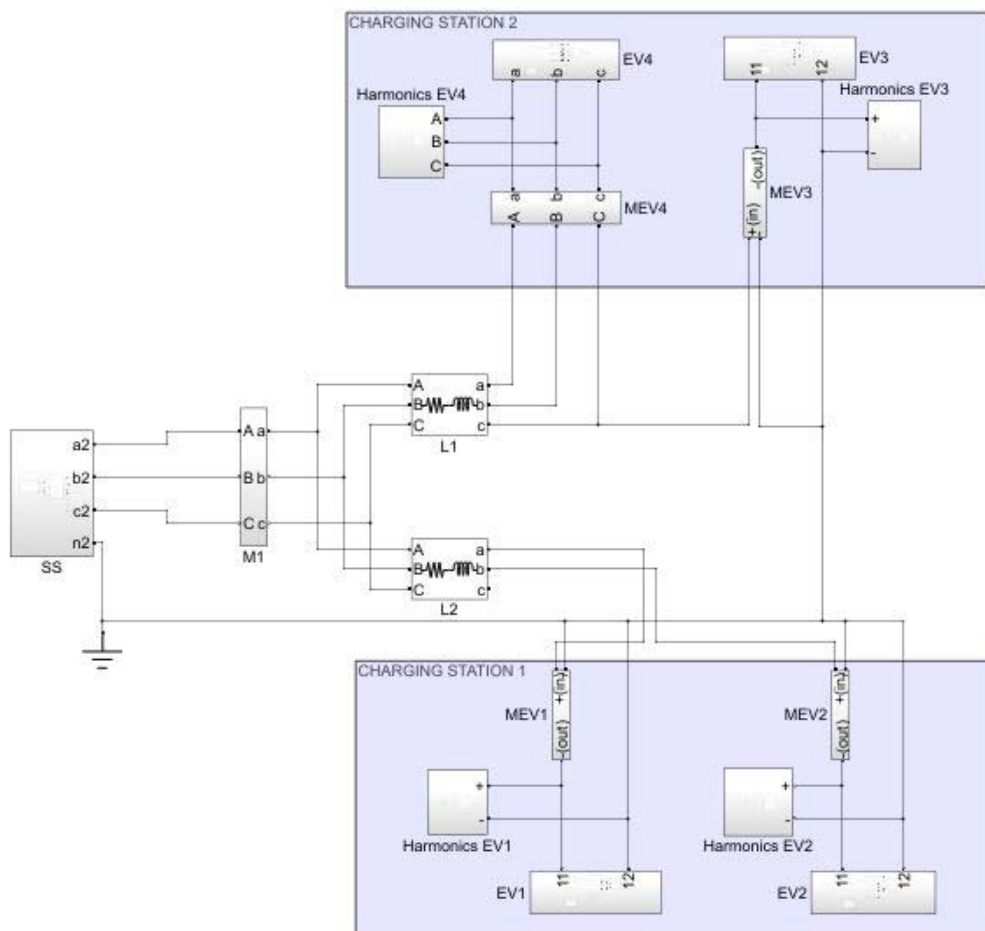 CHARGING STATION 2
EV4
a b c
Harmonics EV4
A
B
C
a b c
A B C
MEV4
EV3
11 12
Harmonics EV3
+
-
-(out)
+(in)
-
MEV3
A a
B b
C c
L1
a2
b2
c2
n2
SS
A a
B b
C c
M1
A a
B b
C c
L2
CHARGING STATION 1
+(in)
-
-(out)
MEV1
+
-
Harmonics EV1
11 12
EV1
+(in)
-
-(out)
MEV2
+
-
Harmonics EV2
11 12
EV2